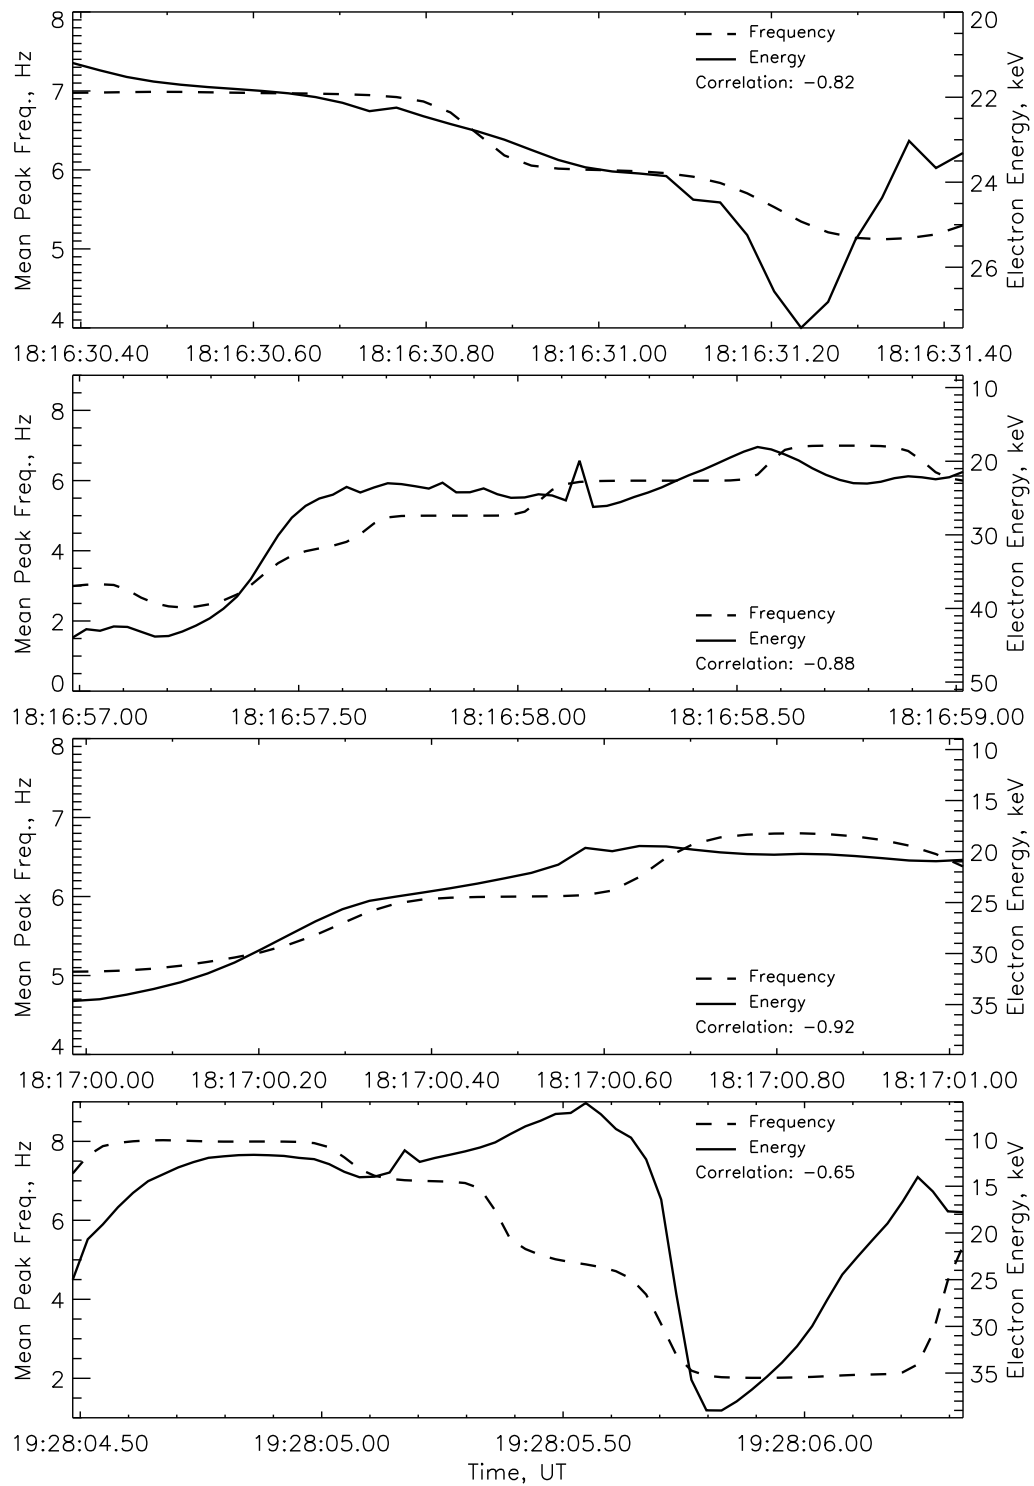 8
7
6
5
4
Mean Peak Freq., Hz
20
22
24
26
Electron Energy, keV
Frequency
Energy
Correlation: −0.82
18:16:30.40 18:16:30.60 18:16:30.80 18:16:31.00 18:16:31.20 18:16:31.40
8
6
4
2
0
Mean Peak Freq., Hz
10
20
30
40
50
Electron Energy, keV
Frequency
Energy
Correlation: −0.88
18:16:57.00 18:16:57.50 18:16:58.00 18:16:58.50 18:16:59.00
8
7
6
5
4
Mean Peak Freq., Hz
10
15
20
25
30
35
Electron Energy, keV
Frequency
Energy
Correlation: −0.92
18:17:00.00 18:17:00.20 18:17:00.40 18:17:00.60 18:17:00.80 18:17:01.00
8
6
4
2
Mean Peak Freq., Hz
10
15
20
25
30
35
Electron Energy, keV
Frequency
Energy
Correlation: −0.65
19:28:04.50 19:28:05.00 19:28:05.50 19:28:06.00
Time, UT